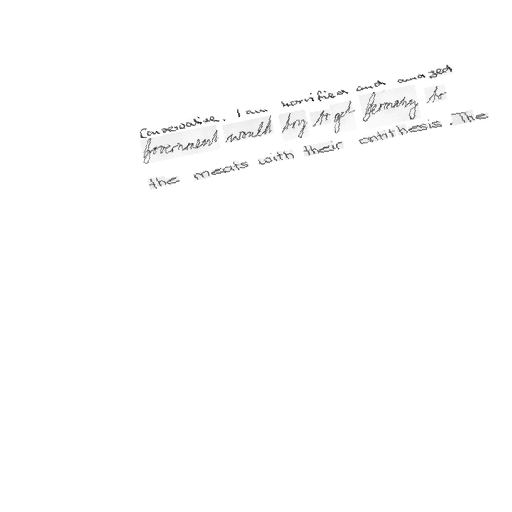 Conservative. I am horrified and amazed
Government would try to get Germany to
the meats with their antithesis. The